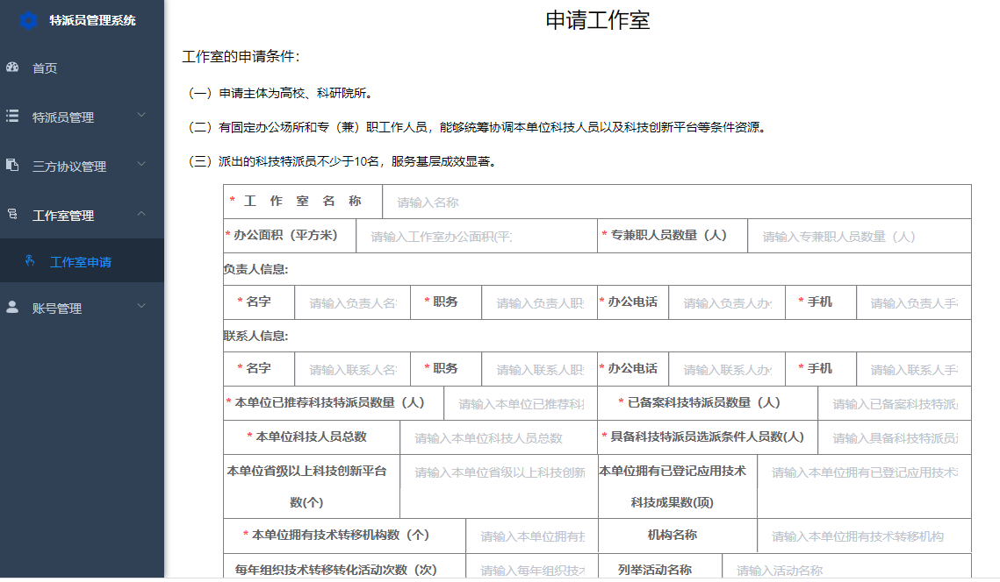 特派员管理系统
首页
特派员管理
三方协议管理
工作室管理
工作室申请
账号管理
申请工作室
工作室的申请条件：
（一）申请主体为高校、科研院所。
（二）有固定办公场所和专（兼）职工作人员，能够统筹协调本单位科技人员以及科技创新平台等条件资源。
（三）派出的科技特派员不少于10名，服务基层成效显著。
* 工 作 室 名 称 请输入名称
* 办公面积（平方米） 请输入工作室办公面积(平 * 专兼职人员数量（人） 请输入专兼职人员数量（人）
负责人信息:
* 名字 请输入负责人名 * 职务 请输入负责人职 * 办公电话 请输入负责人办 * 手机 请输入负责人手
联系人信息:
* 名字 请输入联系人名 * 职务 请输入联系人职 * 办公电话 请输入联系人办 * 手机 请输入联系人手
* 本单位已推荐科技特派员数量（人） 请输入本单位已推荐科 * 已备案科技特派员数量（人） 请输入已备案科技特派
* 本单位科技人员总数 请输入本单位科技人员总数 * 具备科技特派员选派条件人员数(人) 请输入具备科技特派员
本单位省级以上科技创新平台 请输入本单位省级以上科技创新 本单位拥有已登记应用技术 请输入本单位拥有已登记应用技术
数(个) 科技成果数(项)
* 本单位拥有技术转移机构数（个） 请输入本单位拥有 机构名称 请输入本单位拥有技术转移机构
每年组织技术转移转化活动次数（次） 请输入每年组织技 列举活动名称 请输入活动名称